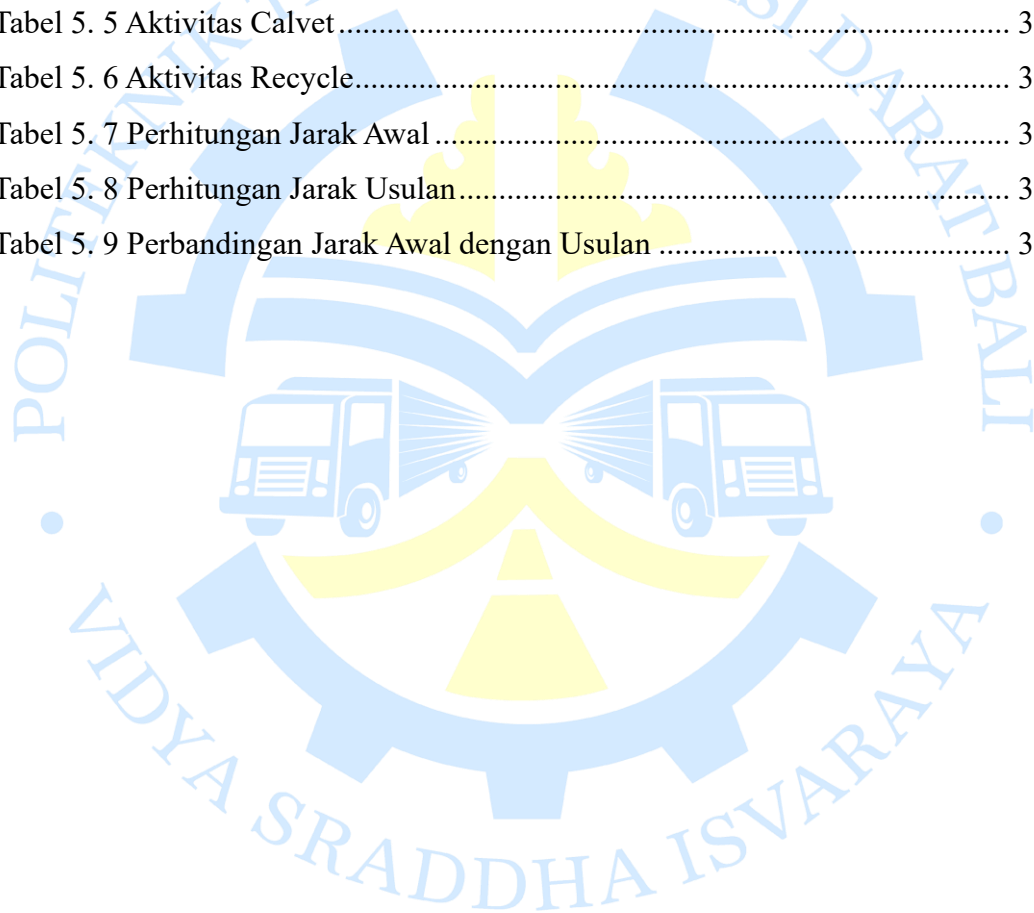 Tabel 5. 5 Aktivitas Calvet.................................................................................. 3
Tabel 5. 6 Aktivitas Recycle................................................................................ 3
Tabel 5. 7 Perhitungan Jarak Awal...................................................................... 3
Tabel 5. 8 Perhitungan Jarak Usulan................................................................... 3
Tabel 5. 9 Perbandingan Jarak Awal dengan Usulan........................................... 3
DARAT BALI
VIDYA SRADDHA ISVARAYA